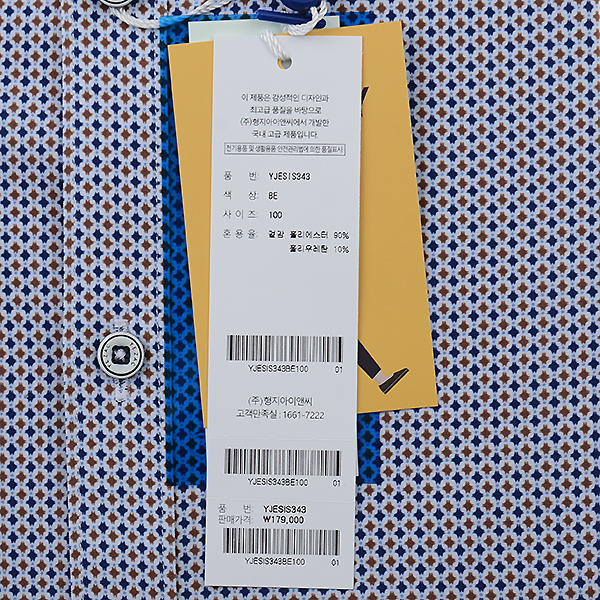 이 제품은 감성적인 디자인과
최고급 품질을 바탕으로
(주)형지아이앤씨에서 개발한
국내 고급 제품입니다.
전기용품 및 생활용품 안전관리법에 의한 품질표시
품 번: YJESIS343
색 상: BE
사이즈: 100
혼용율: 겉감 폴리에스터 90%
폴리우레탄 10%
YJESIS343BE100 01
(주)형지아이앤씨
고객만족실 : 1661-7222
YJESIS343BE100 01
품 번: YJESIS343
판매가격: ₩179,000
YJESIS343BE100 01